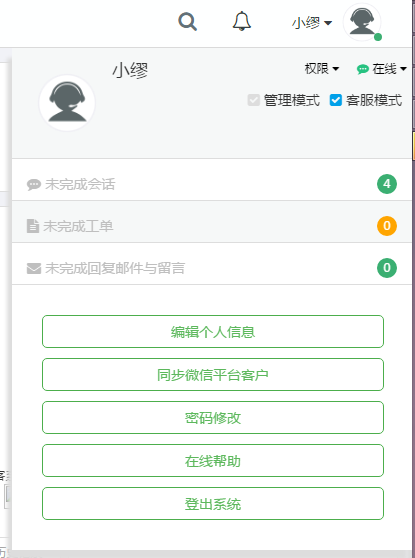 小缪
小缪
权限 在线
管理模式 客服模式
未完成会话 4
未完成工单 0
未完成回复邮件与留言 0
编辑个人信息
同步微信平台客户
密码修改
在线帮助
登出系统